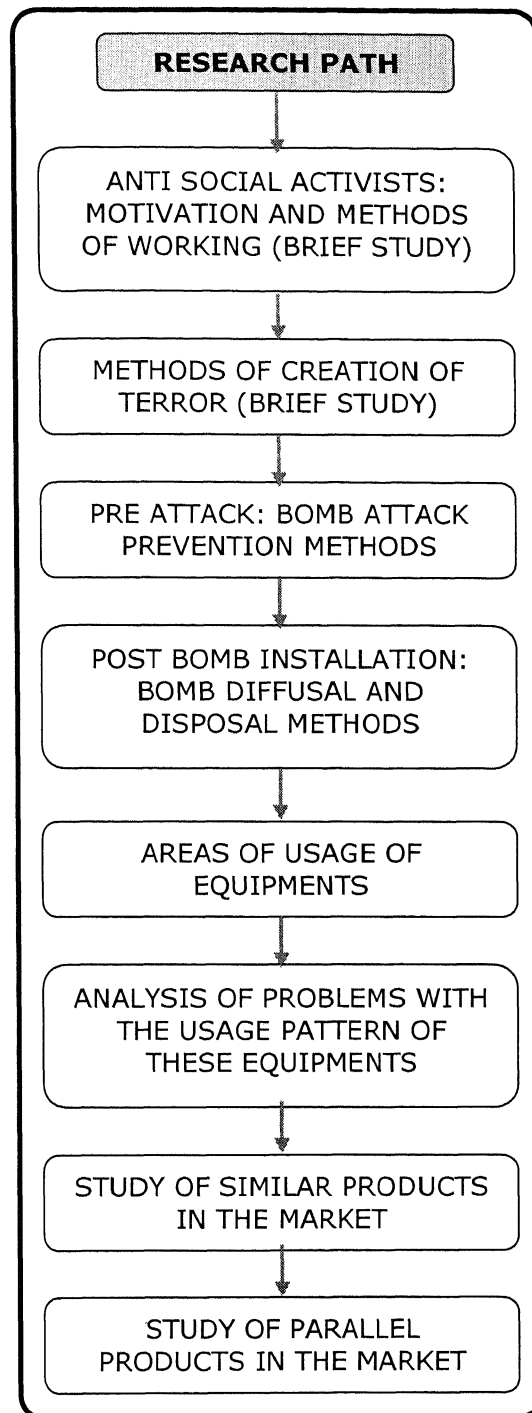 RESEARCH PATH
ANTI SOCIAL ACTIVISTS:
MOTIVATION AND METHODS
OF WORKING (BRIEF STUDY)
METHODS OF CREATION OF
TERROR (BRIEF STUDY)
PRE ATTACK: BOMB ATTACK
PREVENTION METHODS
POST BOMB INSTALLATION:
BOMB DIFFUSAL AND
DISPOSAL METHODS
AREAS OF USAGE OF
EQUIPMENTS
ANALYSIS OF PROBLEMS WITH
THE USAGE PATTERN OF
THESE EQUIPMENTS
STUDY OF SIMILAR PRODUCTS
IN THE MARKET
STUDY OF PARALLEL
PRODUCTS IN THE MARKET